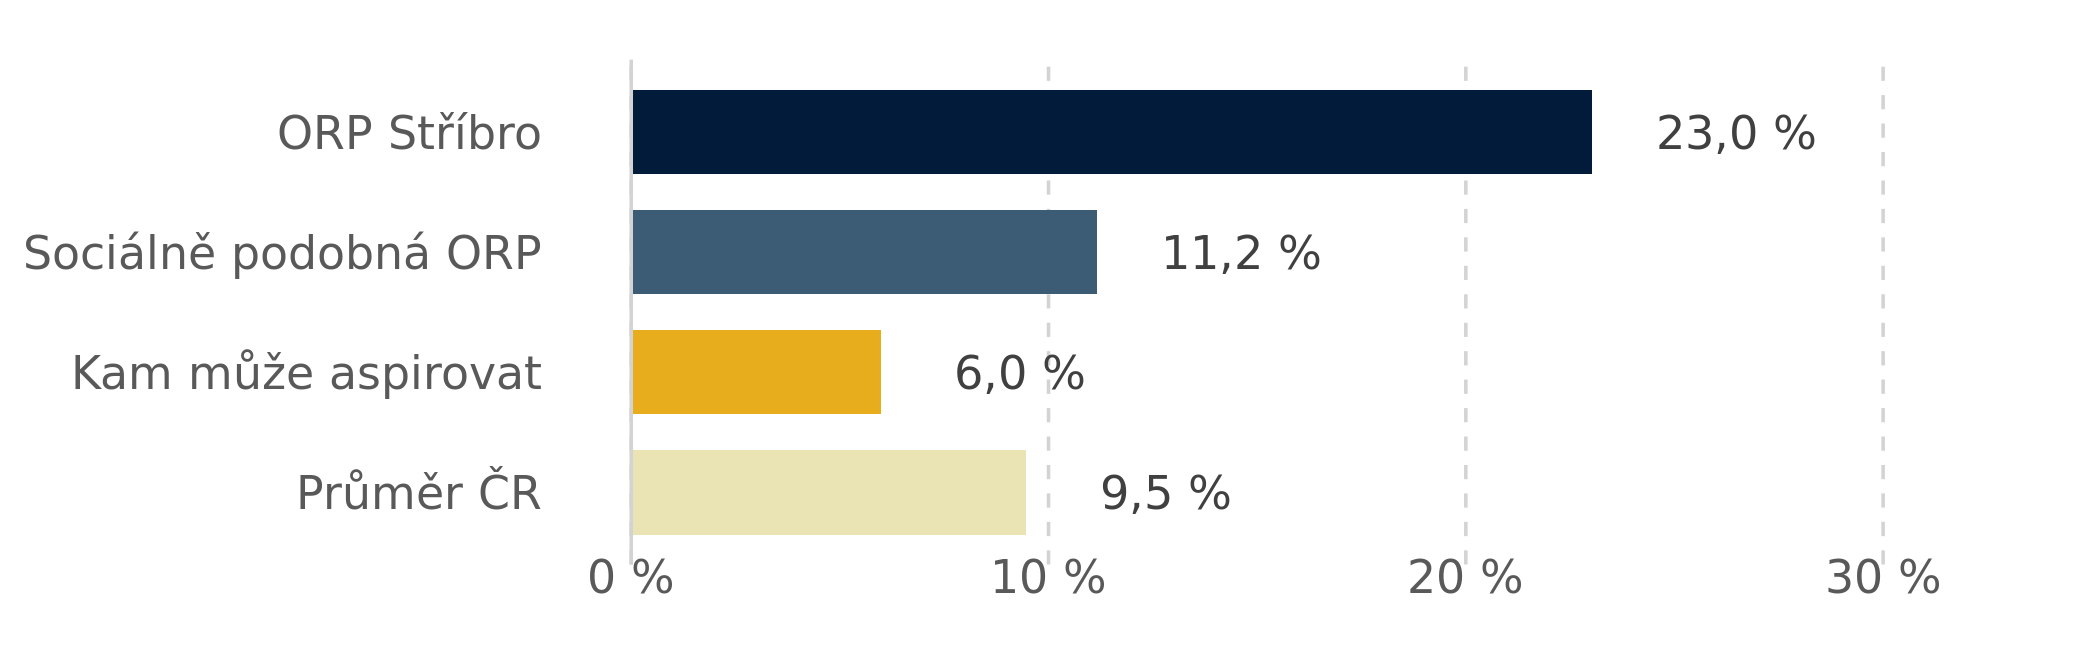 ORP Stříbro 23,0 %
Sociálně podobná ORP 11,2 %
Kam může aspirovat 6,0 %
Průměr ČR 9,5 %
0 % 10 % 20 % 30 %